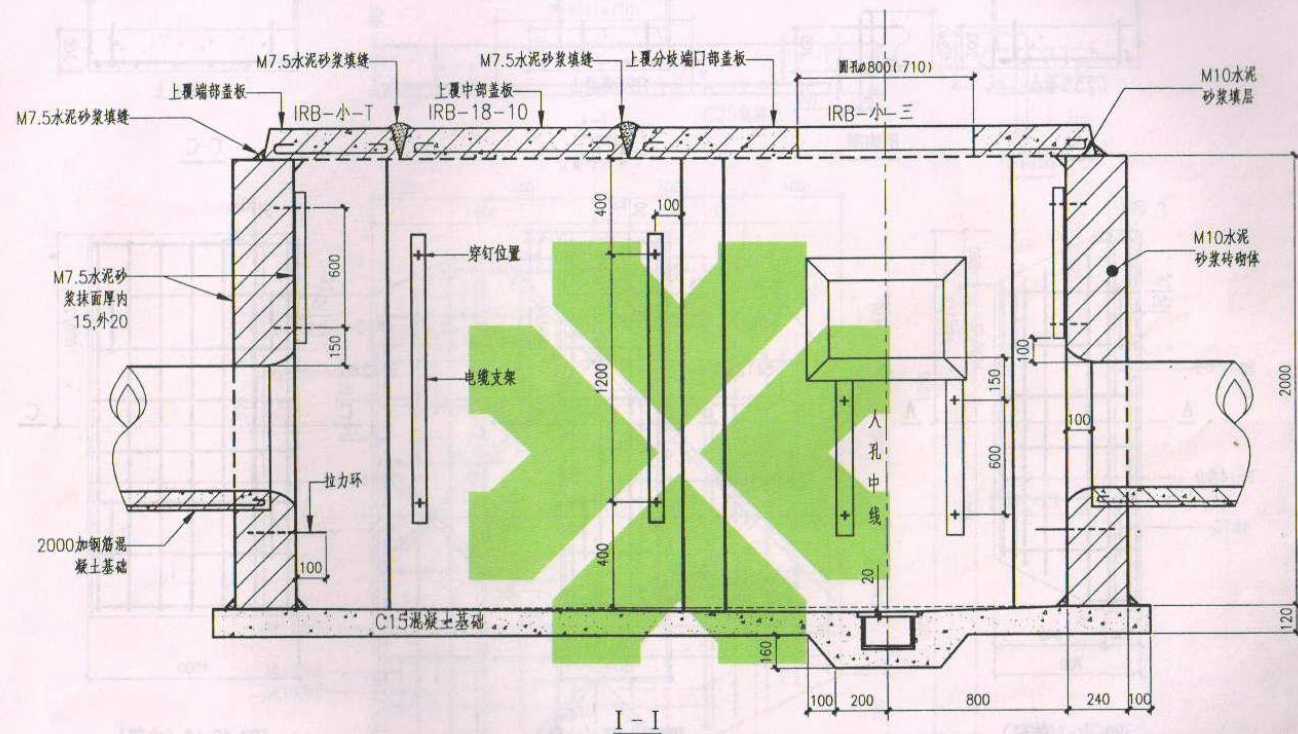 M7.5水泥砂浆填缝
M7.5水泥砂浆填缝
上覆分歧端口部盖板
圆孔ø800(710)
M10水泥
砂浆填层
上覆端部盖板
IRB-小-T
上覆中部盖板
IRB-18-10
IRB-小-三
M7.5水泥砂浆填缝
400
100
穿钉位置
600
M10水泥
砂浆砖砌体
M7.5水泥砂
浆抹面厚内
15,外20
150
100
150
电缆支架
1200
2000
100
人孔中线
600
拉力环
2000加钢筋混
凝土基础
100
400
20
C15混凝土基础
120
160
100
200
800
240
100
I-I